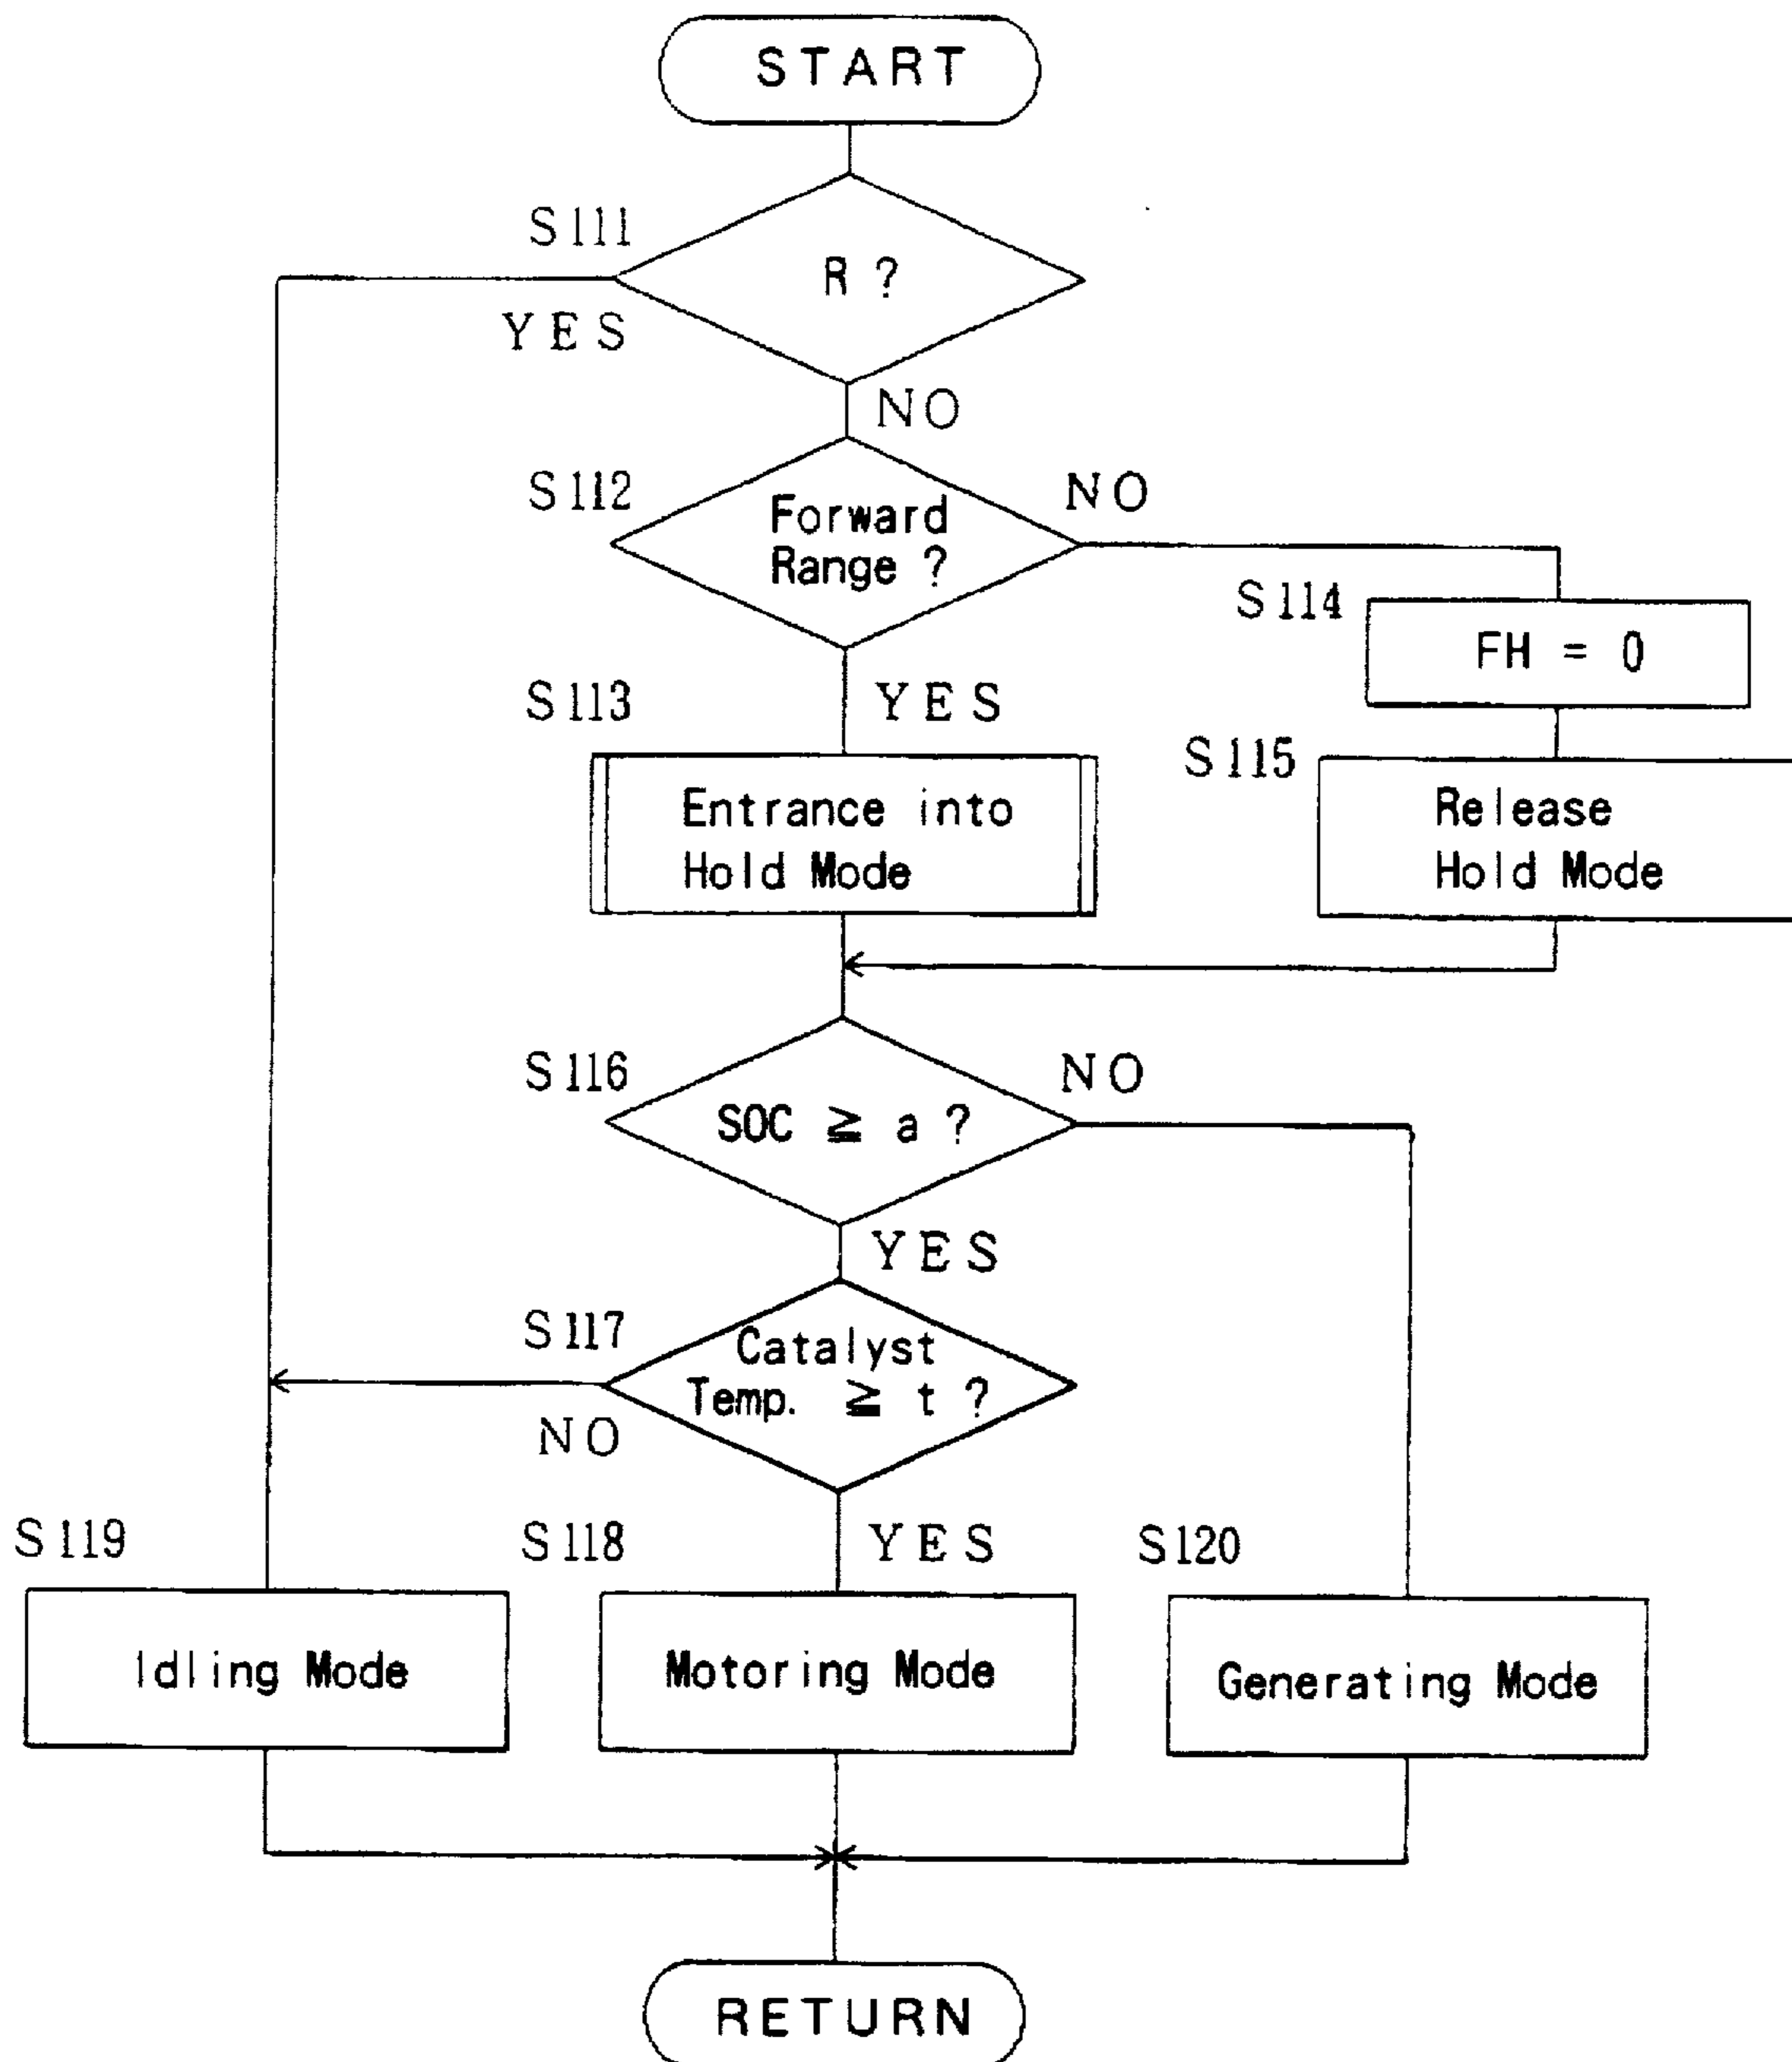 START
S111
R ?
YES
NO
S112
Forward
Range ?
NO
S114
FH = 0
S113
YES
S115
Entrance into
Hold Mode
Release
Hold Mode
S116
SOC ≧ a ?
NO
YES
S117
Catalyst
Temp. ≧ t ?
NO
S119
S118
YES
S120
Idling Mode
Motoring Mode
Generating Mode
RETURN